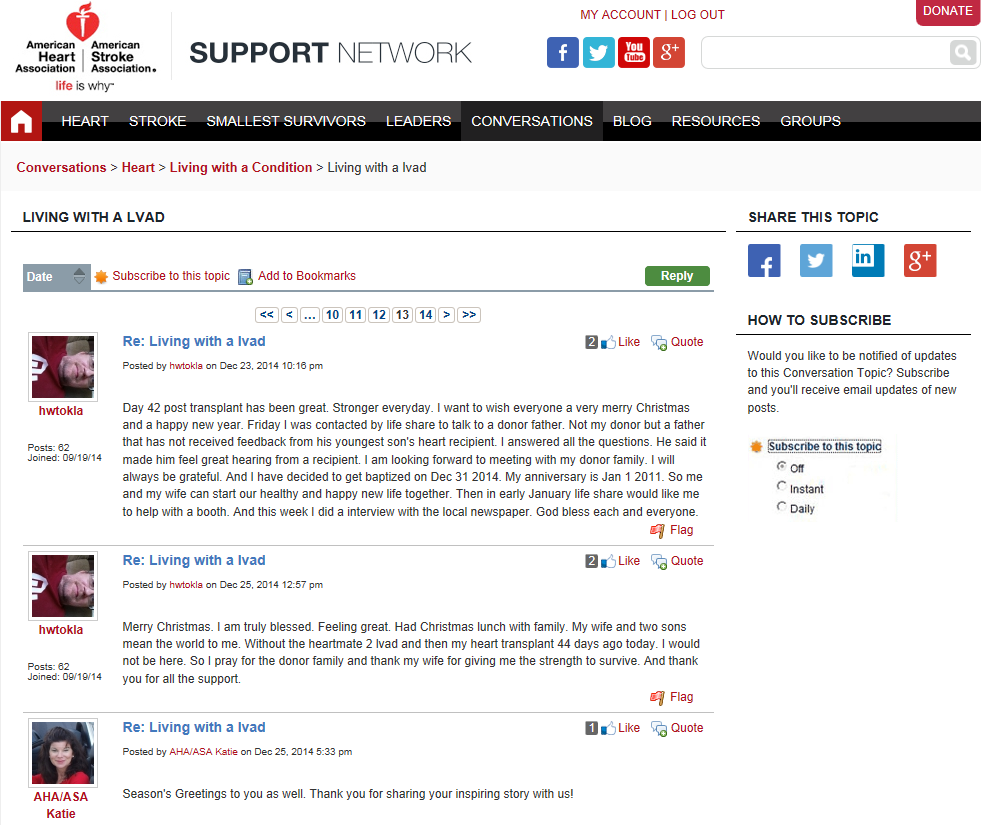 MY ACCOUNT | LOG OUT
DONATE
American Heart Association
American Stroke Association.
life is why™
SUPPORT NETWORK
f
You Tube
g+
HEART STROKE SMALLEST SURVIVORS LEADERS CONVERSATIONS BLOG RESOURCES GROUPS
Conversations > Heart > Living with a Condition > Living with a lvad
LIVING WITH A LVAD
Date
Subscribe to this topic
Add to Bookmarks
Reply
<< < ... 10 11 12 13 14 > >>
Re: Living with a lvad
2 Like Quote
Posted by hwtokla on Dec 23, 2014 10:16 pm
hwtokla
Posts: 62
Joined: 09/19/14
Day 42 post transplant has been great. Stronger everyday. I want to wish everyone a very merry Christmas
and a happy new year. Friday I was contacted by life share to talk to a donor father. Not my donor but a father
that has not received feedback from his youngest son's heart recipient. I answered all the questions. He said it
made him feel great hearing from a recipient. I am looking forward to meeting with my donor family. I will
always be grateful. And I have decided to get baptized on Dec 31 2014. My anniversary is Jan 1 2011. So me
and my wife can start our healthy and happy new life together. Then in early January life share would like me
to help with a booth. And this week I did a interview with the local newspaper. God bless each and everyone.
Flag
Re: Living with a lvad
2 Like Quote
Posted by hwtokla on Dec 25, 2014 12:57 pm
hwtokla
Posts: 62
Joined: 09/19/14
Merry Christmas. I am truly blessed. Feeling great. Had Christmas lunch with family. My wife and two sons
mean the world to me. Without the heartmate 2 lvad and then my heart transplant 44 days ago today. I would
not be here. So I pray for the donor family and thank my wife for giving me the strength to survive. And thank
you for all the support.
Flag
Re: Living with a lvad
1 Like Quote
Posted by AHA/ASA Katie on Dec 25, 2014 5:33 pm
AHA/ASA
Katie
Season's Greetings to you as well. Thank you for sharing your inspiring story with us!
SHARE THIS TOPIC
f
in
g+
HOW TO SUBSCRIBE
Would you like to be notified of updates
to this Conversation Topic? Subscribe
and you'll receive email updates of new
posts.
Subscribe to this topic
Off
Instant
Daily